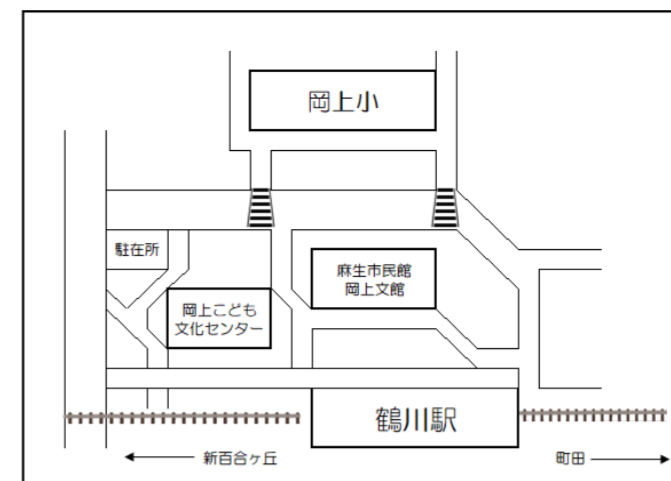 岡上小
駐在所
麻生市民館
岡上文館
岡上こども
文化センター
鶴川駅
新百合ヶ丘
町田